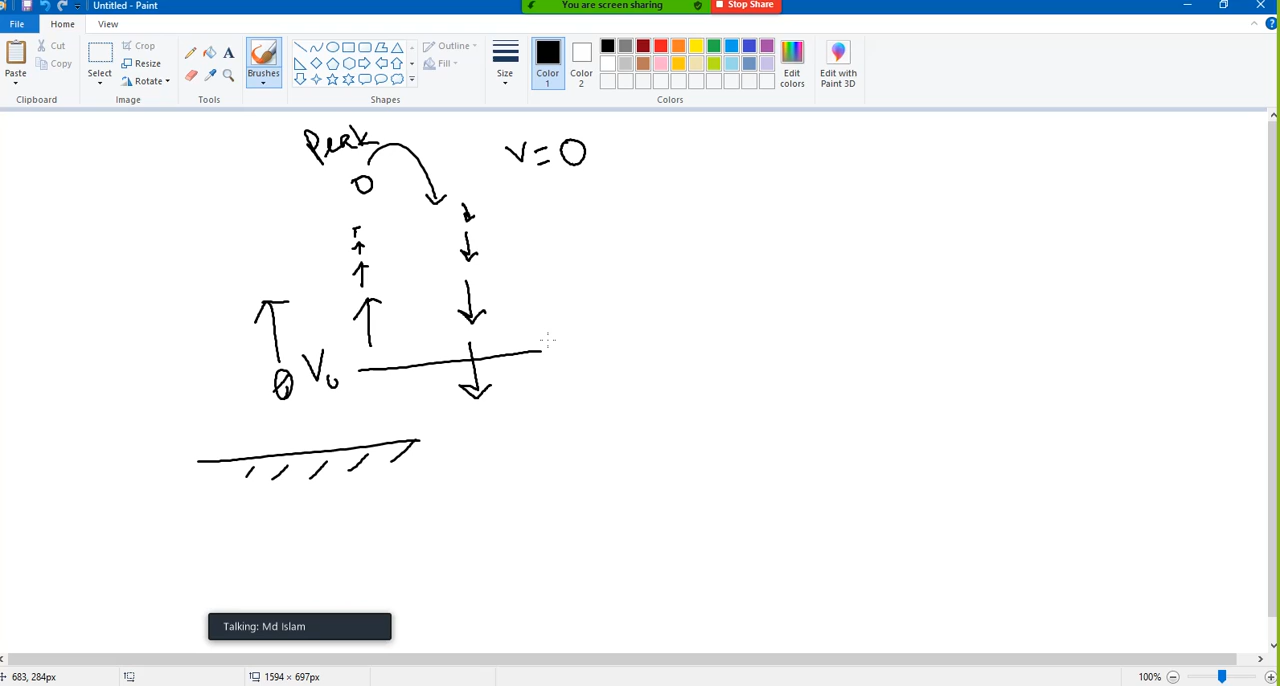 Untitled - Paint
You are screen sharing
Stop Share
File
Home
View
Paste
Cut
Copy
Clipboard
Select
Crop
Resize
Rotate
Image
A
Tools
Brushes
Outline
Fill
Shapes
Size
Color 1
Color 2
Edit colors
Colors
Edit with Paint 3D
Peak
V = 0
V0
Talking: Md Islam
683, 284px
1594 × 697px
100%